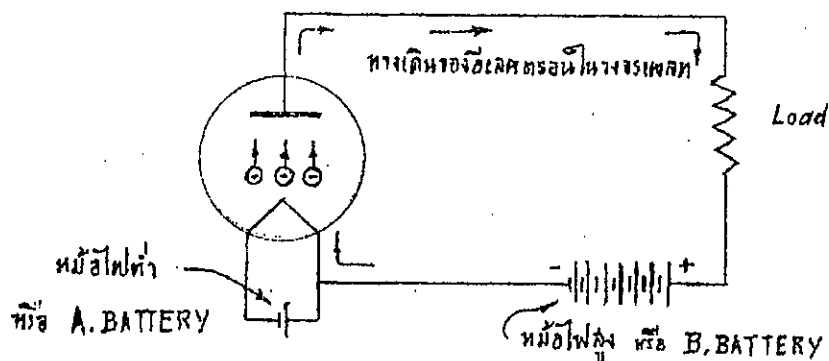 ทางเดินของอีเลคตรอนในวงจรเพลท
Load
หม้อไฟต่ำ
หรือ A. BATTERY
- +
หม้อไฟสูง หรือ B, BATTERY